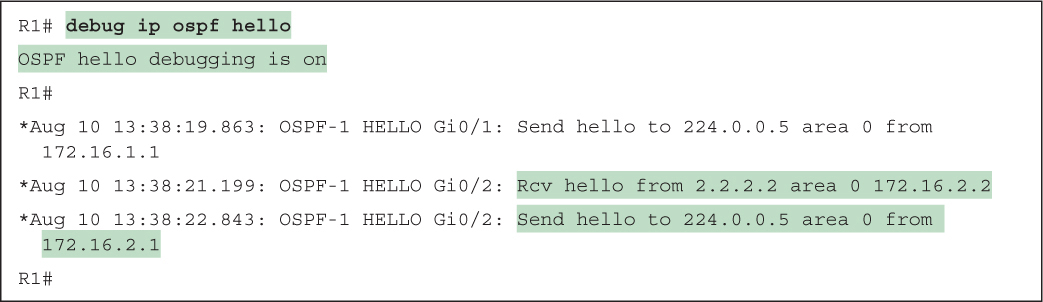 R1# debug ip ospf hello
OSPF hello debugging is on
R1#
*Aug 10 13:38:19.863: OSPF-1 HELLO Gi0/1: Send hello to 224.0.0.5 area 0 from
172.16.1.1
*Aug 10 13:38:21.199: OSPF-1 HELLO Gi0/2: Rcv hello from 2.2.2.2 area 0 172.16.2.2
*Aug 10 13:38:22.843: OSPF-1 HELLO Gi0/2: Send hello to 224.0.0.5 area 0 from
172.16.2.1
R1#